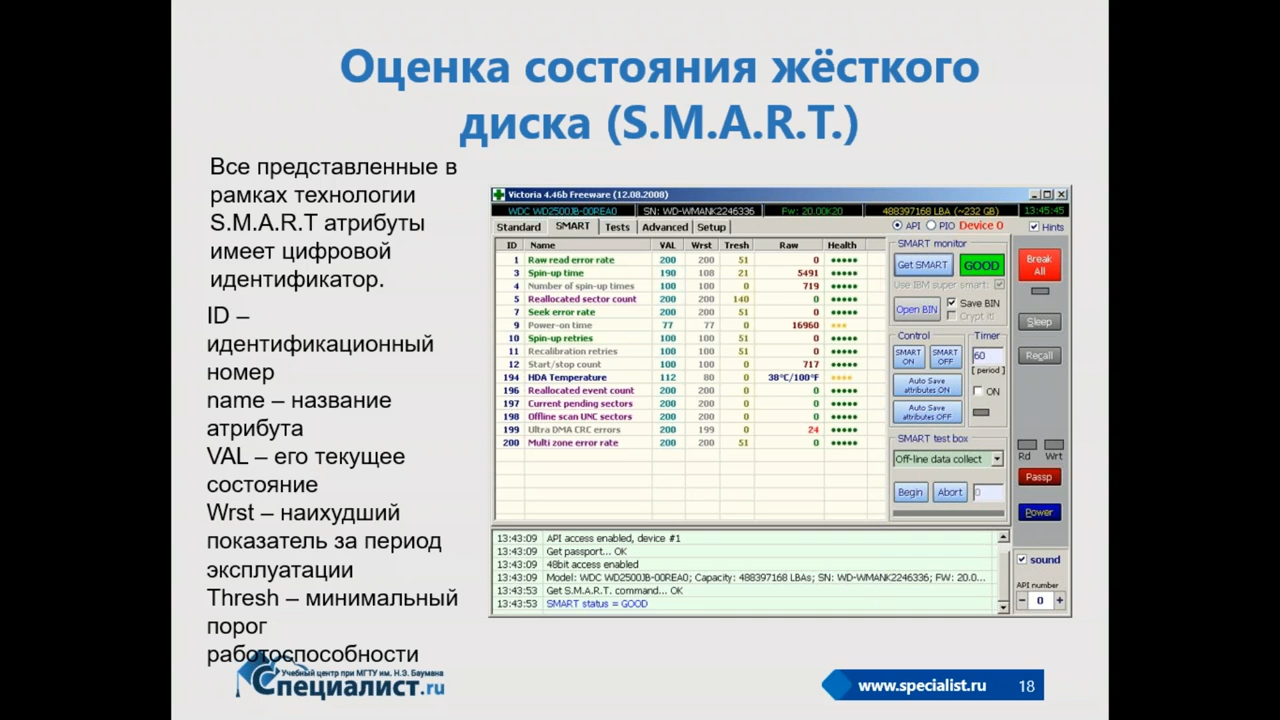 Оценка состояния жёсткого
диска (S.M.A.R.T.)
Все представленные в
рамках технологии
S.M.A.R.T атрибуты
имеет цифровой
идентификатор.
ID –
идентификационный
номер
name – название
атрибута
VAL – его текущее
состояние
Wrst – наихудший
показатель за период
эксплуатации
Thresh – минимальный
порог
работоспособности
Victoria 4.46b Freeware (12.08.2008)
WDC WD2500JB-00REA0 SN: WD-WMANK2246336 Fw: 20.00K20 488397168 LBA (~232 GB) 13:45:45
Standard SMART Tests Advanced Setup API PIO Device 0 Hints
ID Name VAL Wrst Tresh Raw Health
1 Raw read error rate 200 200 51 0
3 Spin-up time 190 108 21 5491
4 Number of spin-up times 100 100 0 719
5 Reallocated sector count 200 200 140 0
7 Seek error rate 200 200 51 0
9 Power-on time 77 77 0 16960
10 Spin-up retries 100 100 51 0
11 Recalibration retries 100 100 51 0
12 Start/stop count 100 100 0 717
194 HDA Temperature 112 80 0 38°C/100°F
196 Reallocated event count 200 200 0 0
197 Current pending sectors 200 200 0 0
198 Offline scan UNC sectors 200 200 0 0
199 Ultra DMA CRC errors 200 199 0 24
200 Multi zone error rate 200 200 51 0
SMART monitor
Get SMART GOOD
Use IBM super smart:
Open BIN Save BIN
Crypt it!
Control Timer
SMART ON SMART OFF 60
[ period ]
Auto Save attributes ON ON
Auto Save attributes OFF
SMART test box
Off-line data collect
Begin Abort 0
Break All
Sleep
Recall
Rd Wrt
Passp
Power
sound
API number
− 0 +
13:43:09 API access enabled, device #1
13:43:09 Get passport... OK
13:43:09 48bit access enabled
13:43:09 Model: WDC WD2500JB-00REA0; Capacity: 488397168 LBAs; SN: WD-WMANK2246336; FW: 20.0...
13:43:53 Get S.M.A.R.T. command... OK
13:43:53 SMART status = GOOD
Учебный центр при МГТУ им. Н.Э. Баумана
Специалист.ru
www.specialist.ru 18